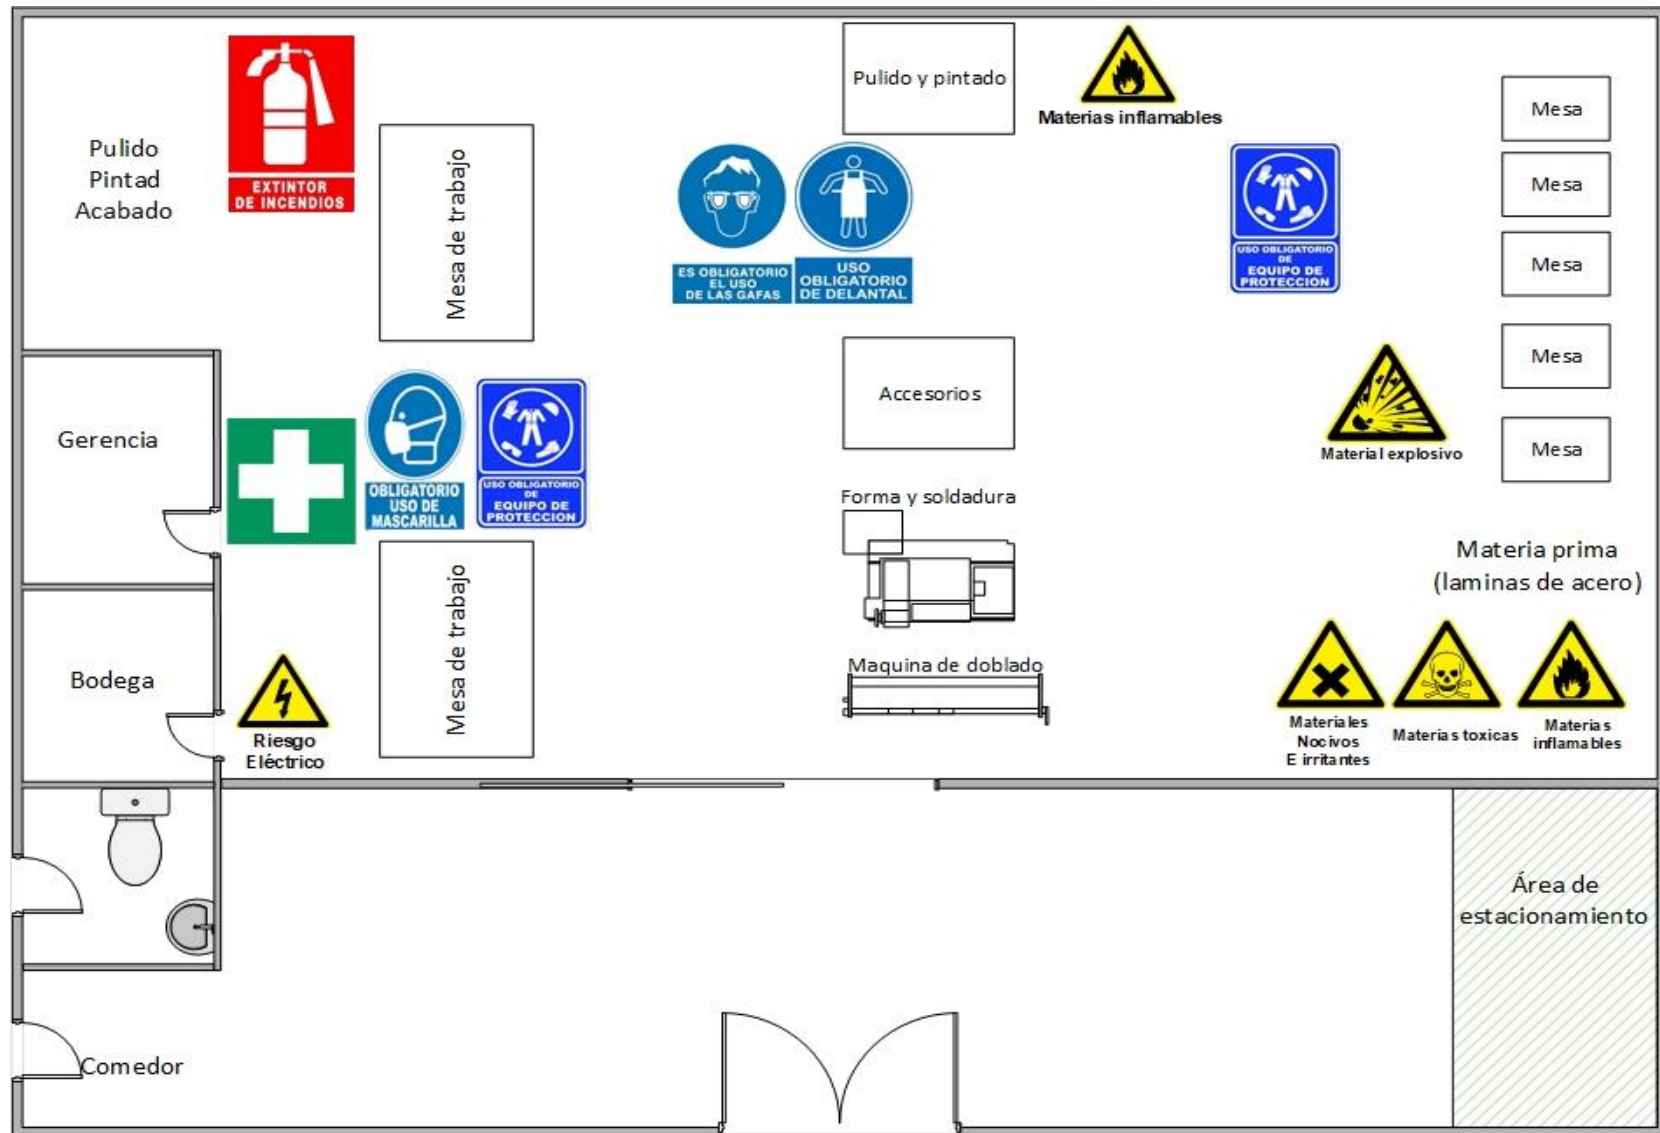 Pulido
Pintad
Acabado
EXTINTOR
DE INCENDIOS
Mesa de trabajo
Pulido y pintado
Materias inflamables
ES OBLIGATORIO
EL USO
DE LAS GAFAS
USO
OBLIGATORIO
DE DELANTAL
USO OBLIGATORIO
DE
EQUIPO DE
PROTECCION
Mesa
Mesa
Mesa
Mesa
Mesa
Gerencia
OBLIGATORIO
USO DE
MASCARILLA
USO OBLIGATORIO
DE
EQUIPO DE
PROTECCION
Accesorios
Material explosivo
Forma y soldadura
Materia prima
(laminas de acero)
Bodega
Riesgo
Eléctrico
Mesa de trabajo
Maquina de doblado
Materiales
Nocivos
E irritantes
Materias toxicas
Materias
inflamables
Área de
estacionamiento
Comedor